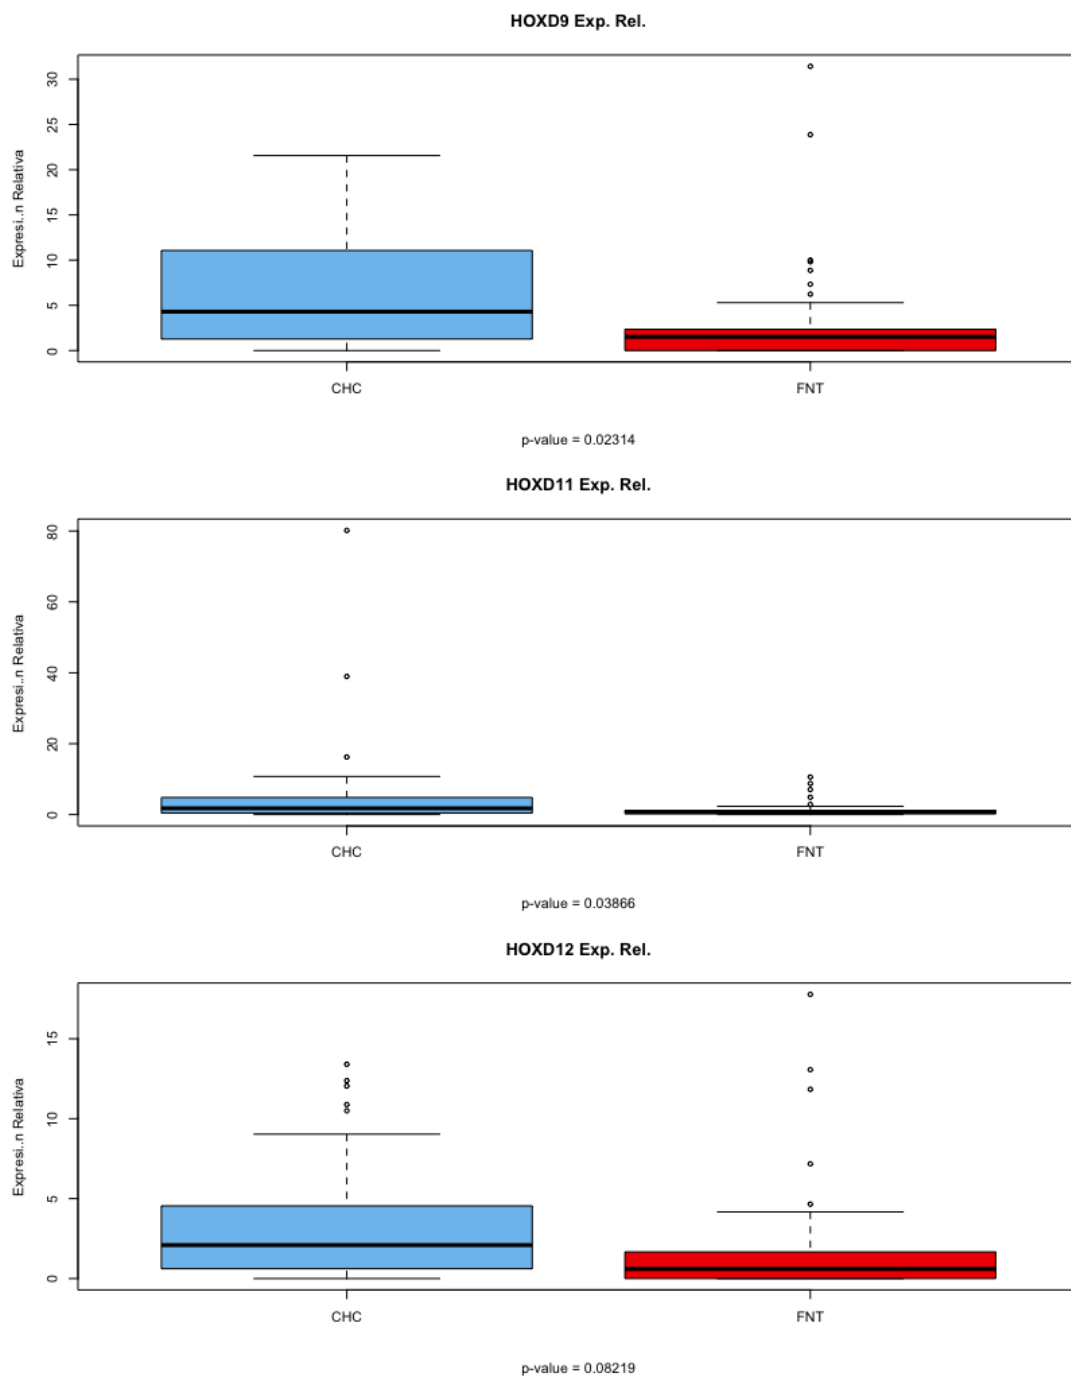 HOXD9 Exp. Rel.
30
25
20
15
10
5
0
Expresi..n Relativa
CHC
FNT
p-value = 0.02314
HOXD11 Exp. Rel.
80
60
40
20
0
Expresi..n Relativa
CHC
FNT
p-value = 0.03866
HOXD12 Exp. Rel.
15
10
5
0
Expresi..n Relativa
CHC
FNT
p-value = 0.08219